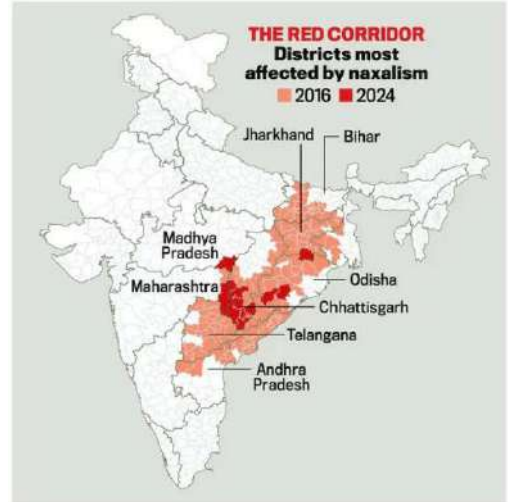 THE RED CORRIDOR
Districts most
affected by naxalism
2016 2024
Jharkhand
Bihar
Madhya
Pradesh
Maharashtra
Odisha
Chhattisgarh
Telangana
Andhra
Pradesh